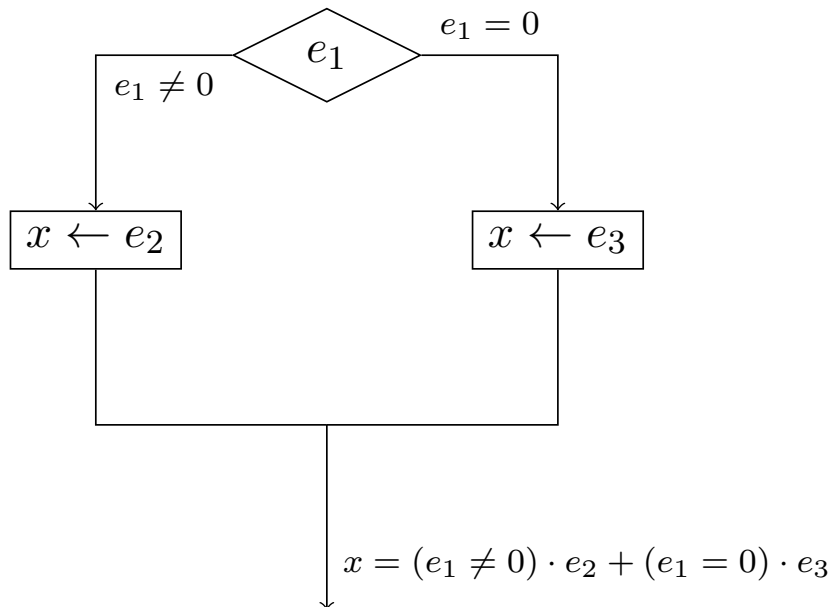 e₁
e₁ = 0
e₁ ≠ 0
x ← e₂
x ← e₃
x = (e₁ ≠ 0) · e₂ + (e₁ = 0) · e₃